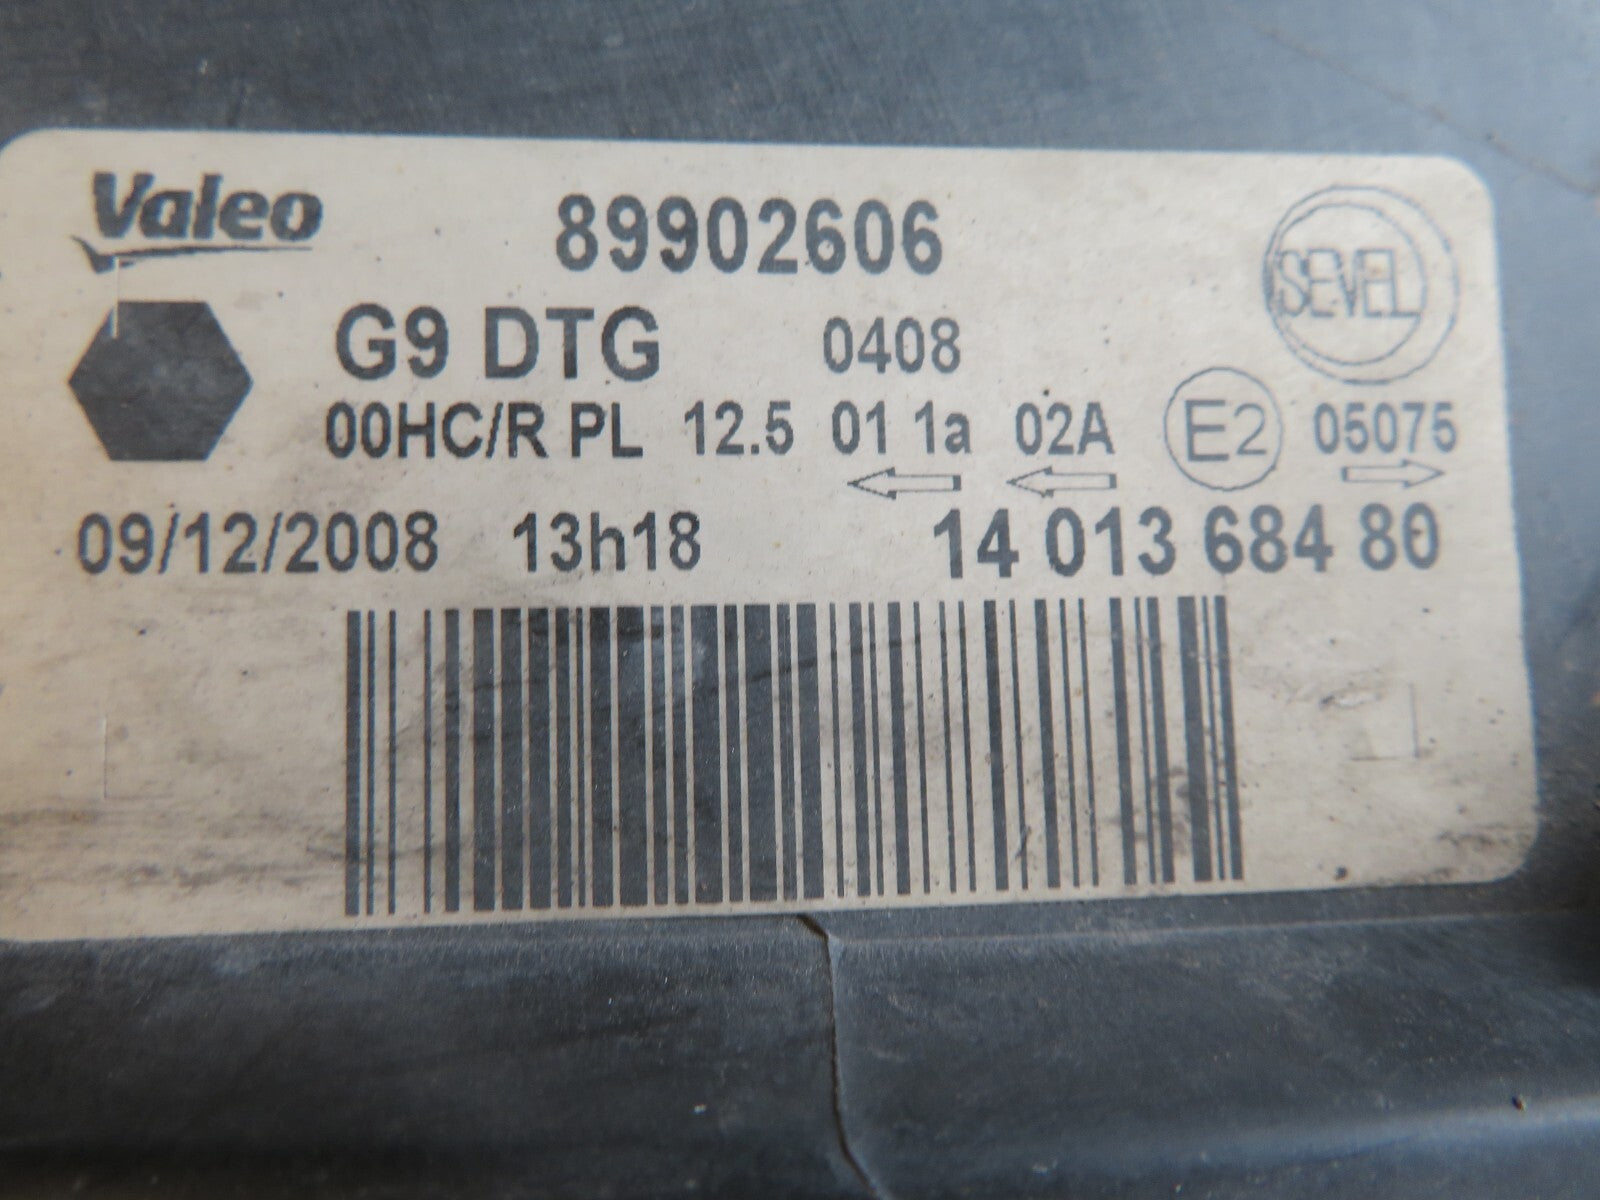 Valeo 89902606 SEVEL
G9 DTG 0408
00HC/R PL 12.5 01 1a 02A E2 05075
09/12/2008 13h18 14 013 684 80